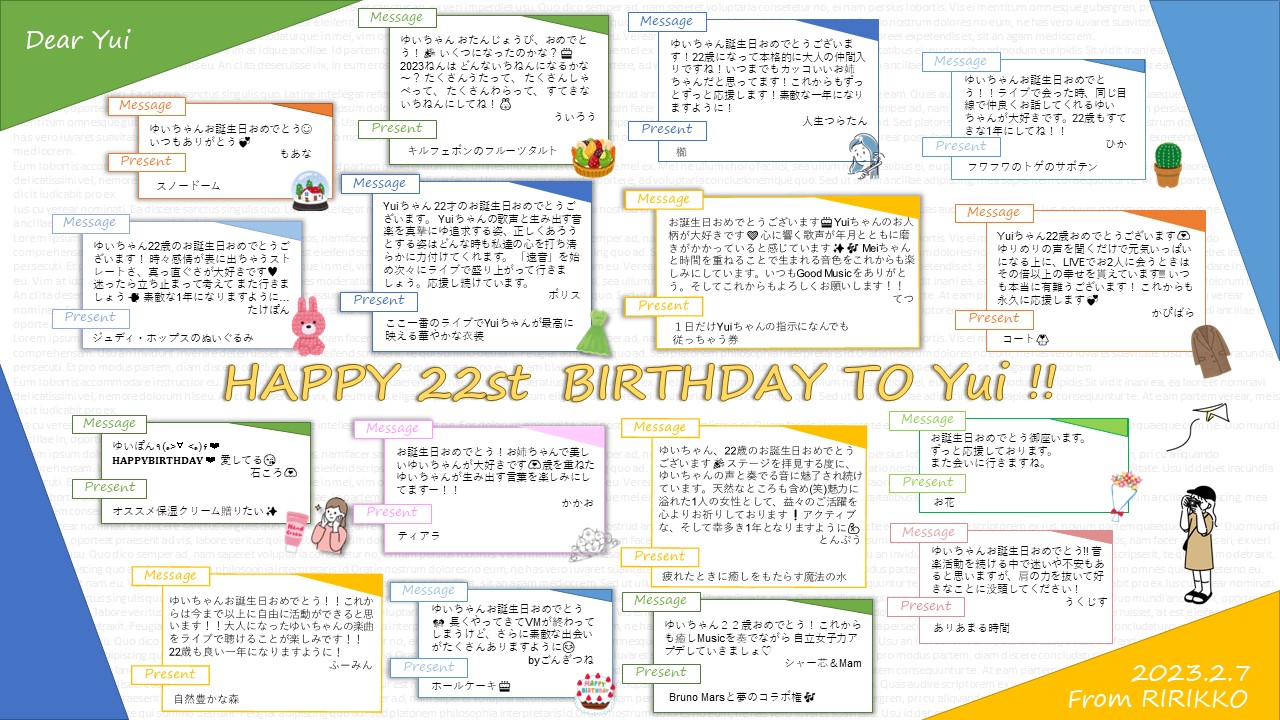 Dear Yui
Message
ゆいちゃんお誕生日おめでとう☺
いつもありがとう💕
もあな
Present
スノードーム
Message
ゆいちゃん おたんじょうび、おめでと
う！🎉 いくつになったのかな？🎂
2023ねんは どんないちねんになるかな
～？ たくさんうたって、 たくさんしゃ
べって、 たくさんわらって、 すてきな
いちねんにしてね！
ういろう
Present
キルフェボンのフルーツタルト
Message
ゆいちゃん誕生日おめでとうございま
す！22歳になって本格的に大人の仲間入
りですね！いつまでもカッコいいお姉
ちゃんだと思ってます！これからもずっ
とずっと応援します！素敵な一年になり
ますように！
人生つらたん
Present
櫛
Message
ゆいちゃんお誕生日おめでと
う！！ライブで会った時、同じ目
線で仲良くお話してくれるゆい
ちゃんが大好きです。22歳もすて
きな1年にしてね！！
ひか
Present
フワフワのトゲのサボテン
Message
ゆいちゃん22歳のお誕生日おめでとうご
ざいます！時々感情が表に出ちゃうスト
レートさ、真っ直ぐさが大好きです♥
迷ったら立ち止まって考えてまた行きま
しょう 素敵な1年になりますように…
たけぽん
Present
ジュディ・ホップスのぬいぐるみ
Message
Yuiちゃん 22才のお誕生日おめでとうご
ざいます。Yuiちゃんの歌声と生み出す音
楽を真摯にゆ追求する姿、正しくあろう
とする姿はどんな時も私達の心を打ち清
らかに力付けてくれます。「速音」を始
め次々にライブで盛り上がって行きま
しょう。応援し続けています。
ポリス
Present
ここ一番のライブでYuiちゃんが最高に
映える華やかな衣装
Message
お誕生日おめでとうございます🎂Yuiちゃんのお人
柄が大好きです 心に響く歌声が年月とともに磨
きがかかっていると感じています✨ Meiちゃん
と時間を重ねることで生まれる音色をこれからも楽
しみにしています。いつもGood Musicをありがと
う。そしてこれからもよろしくお願いします！！
てつ
Present
１日だけYuiちゃんの指示になんでも
従っちゃう券
Message
Yuiちゃん22歳おめでとうございます
ゆりめりの声を聞くだけで元気いっぱい
になる上に、LIVEでお2人に会うときは
その倍以上の幸せを貰えています‼ いつ
も本当に有難うございます！ これからも
永久に応援します💕
かぴばら
Present
コート
HAPPY 22st BIRTHDAY TO Yui !!
Message
ゆいぽん٩(๑>▽<๑)۶❤
HAPPYBIRTHDAY❤ 愛してる😘
石ころ
Present
オススメ保湿クリーム贈りたい✨
Message
お誕生日おめでとう！お姉ちゃんで美し
いゆいちゃんが大好きです 歳を重ねた
ゆいちゃんが生み出す言葉を楽しみにし
てますー！！
かかお
Present
ティアラ
Message
ゆいちゃん、22歳のお誕生日おめでとう
ございます🎉ステージを拝見する度に、
ゆいちゃんの声と奏でる音に魅了され続け
ています。天然なところも含め(笑)魅力に
溢れた1人の女性として、益々のご活躍を
心よりお祈りしております❗アクティブ
な、そして幸多き1年となりますように
とんぷう
Present
疲れたときに癒しをもたらす魔法の水
Message
お誕生日おめでとう御座います。
ずっと応援しております。
また会いに行きますね。
Present
お花
Message
ゆいちゃんお誕生日おめでとう‼音
楽活動を続ける中で迷いや不安もあ
ると思いますが、肩の力を抜いて好
きなことに没頭してください！
うくじす
Present
ありあまる時間
Message
ゆいちゃんお誕生日おめでとう！！これか
らは今まで以上に自由に活動ができると思
います！！大人になったゆいちゃんの楽曲
をライブで聴けることが楽しみです！！
22歳も良い一年になりますように！
ふーみん
Present
自然豊かな森
Message
ゆいちゃんお誕生日おめでとう
長くやってきてVMが終わって
しまうけど、さらに素敵な出会い
がたくさんありますように
byごんぎつね
Present
ホールケーキ🎂
Message
ゆいちゃん２２歳おめでとう！ これから
も癒しMusicを奏でながら自立女子力ア
プデしていきましょ♡
シャー芯＆Mam
Present
Bruno Marsと夢のコラボ権
HAPPY
BIRTHDAY
Hand
Cream
2023.2.7
From RIRIKKO